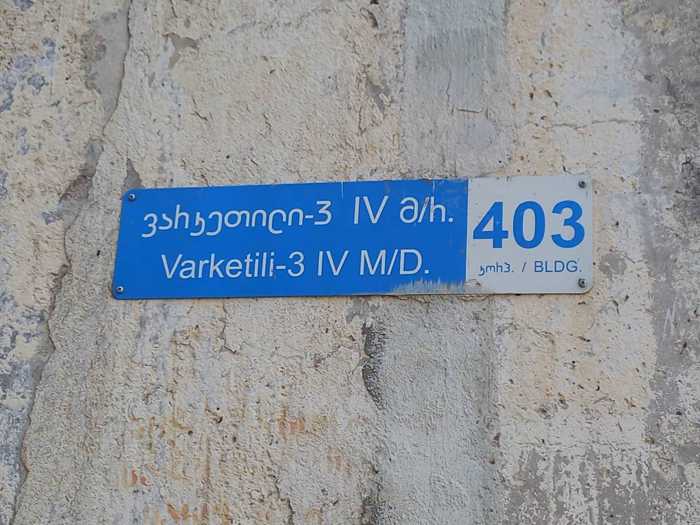 ვარკეთილი-3 IV მ/რ.
Varketili-3 IV M/D.
403
კორპ. / BLDG.